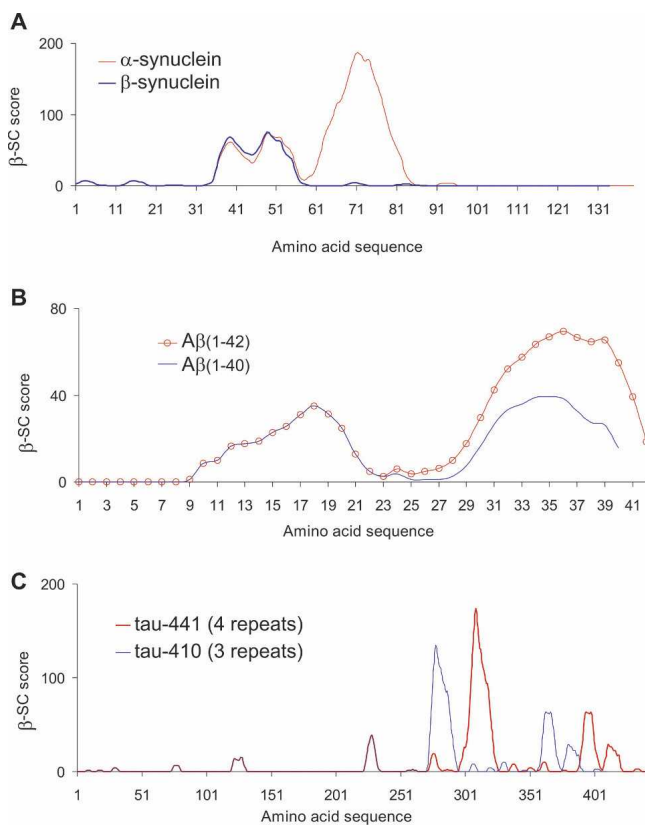 A
200
α-synuclein
β-synuclein
100
β-SC score
0
1 11 21 31 41 51 61 71 81 91 101 111 121 131
Amino acid sequence
B
80
Aβ(1-42)
Aβ(1-40)
40
β-SC score
0
1 3 5 7 9 11 13 15 17 19 21 23 25 27 29 31 33 35 37 39 41
Amino acid sequence
C
200
tau-441 (4 repeats)
tau-410 (3 repeats)
100
β-SC score
0
1 51 101 151 201 251 301 351 401
Amino acid sequence